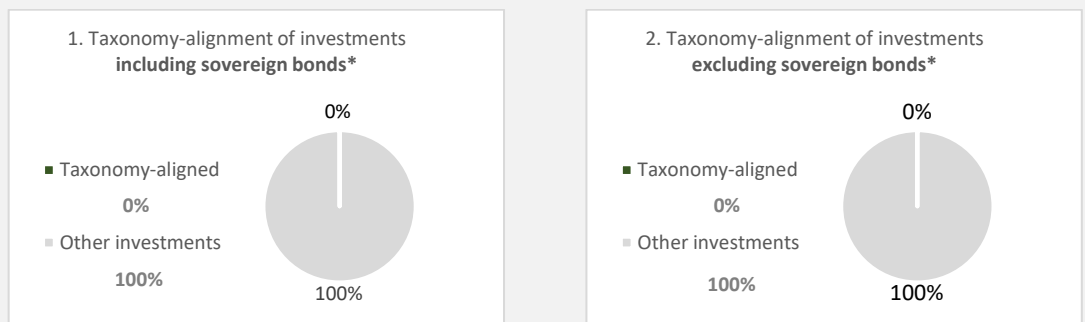 1. Taxonomy-alignment of investments
including sovereign bonds*
0%
Taxonomy-aligned
0%
Other investments
100%
100%
2. Taxonomy-alignment of investments
excluding sovereign bonds*
0%
Taxonomy-aligned
0%
Other investments
100%
100%